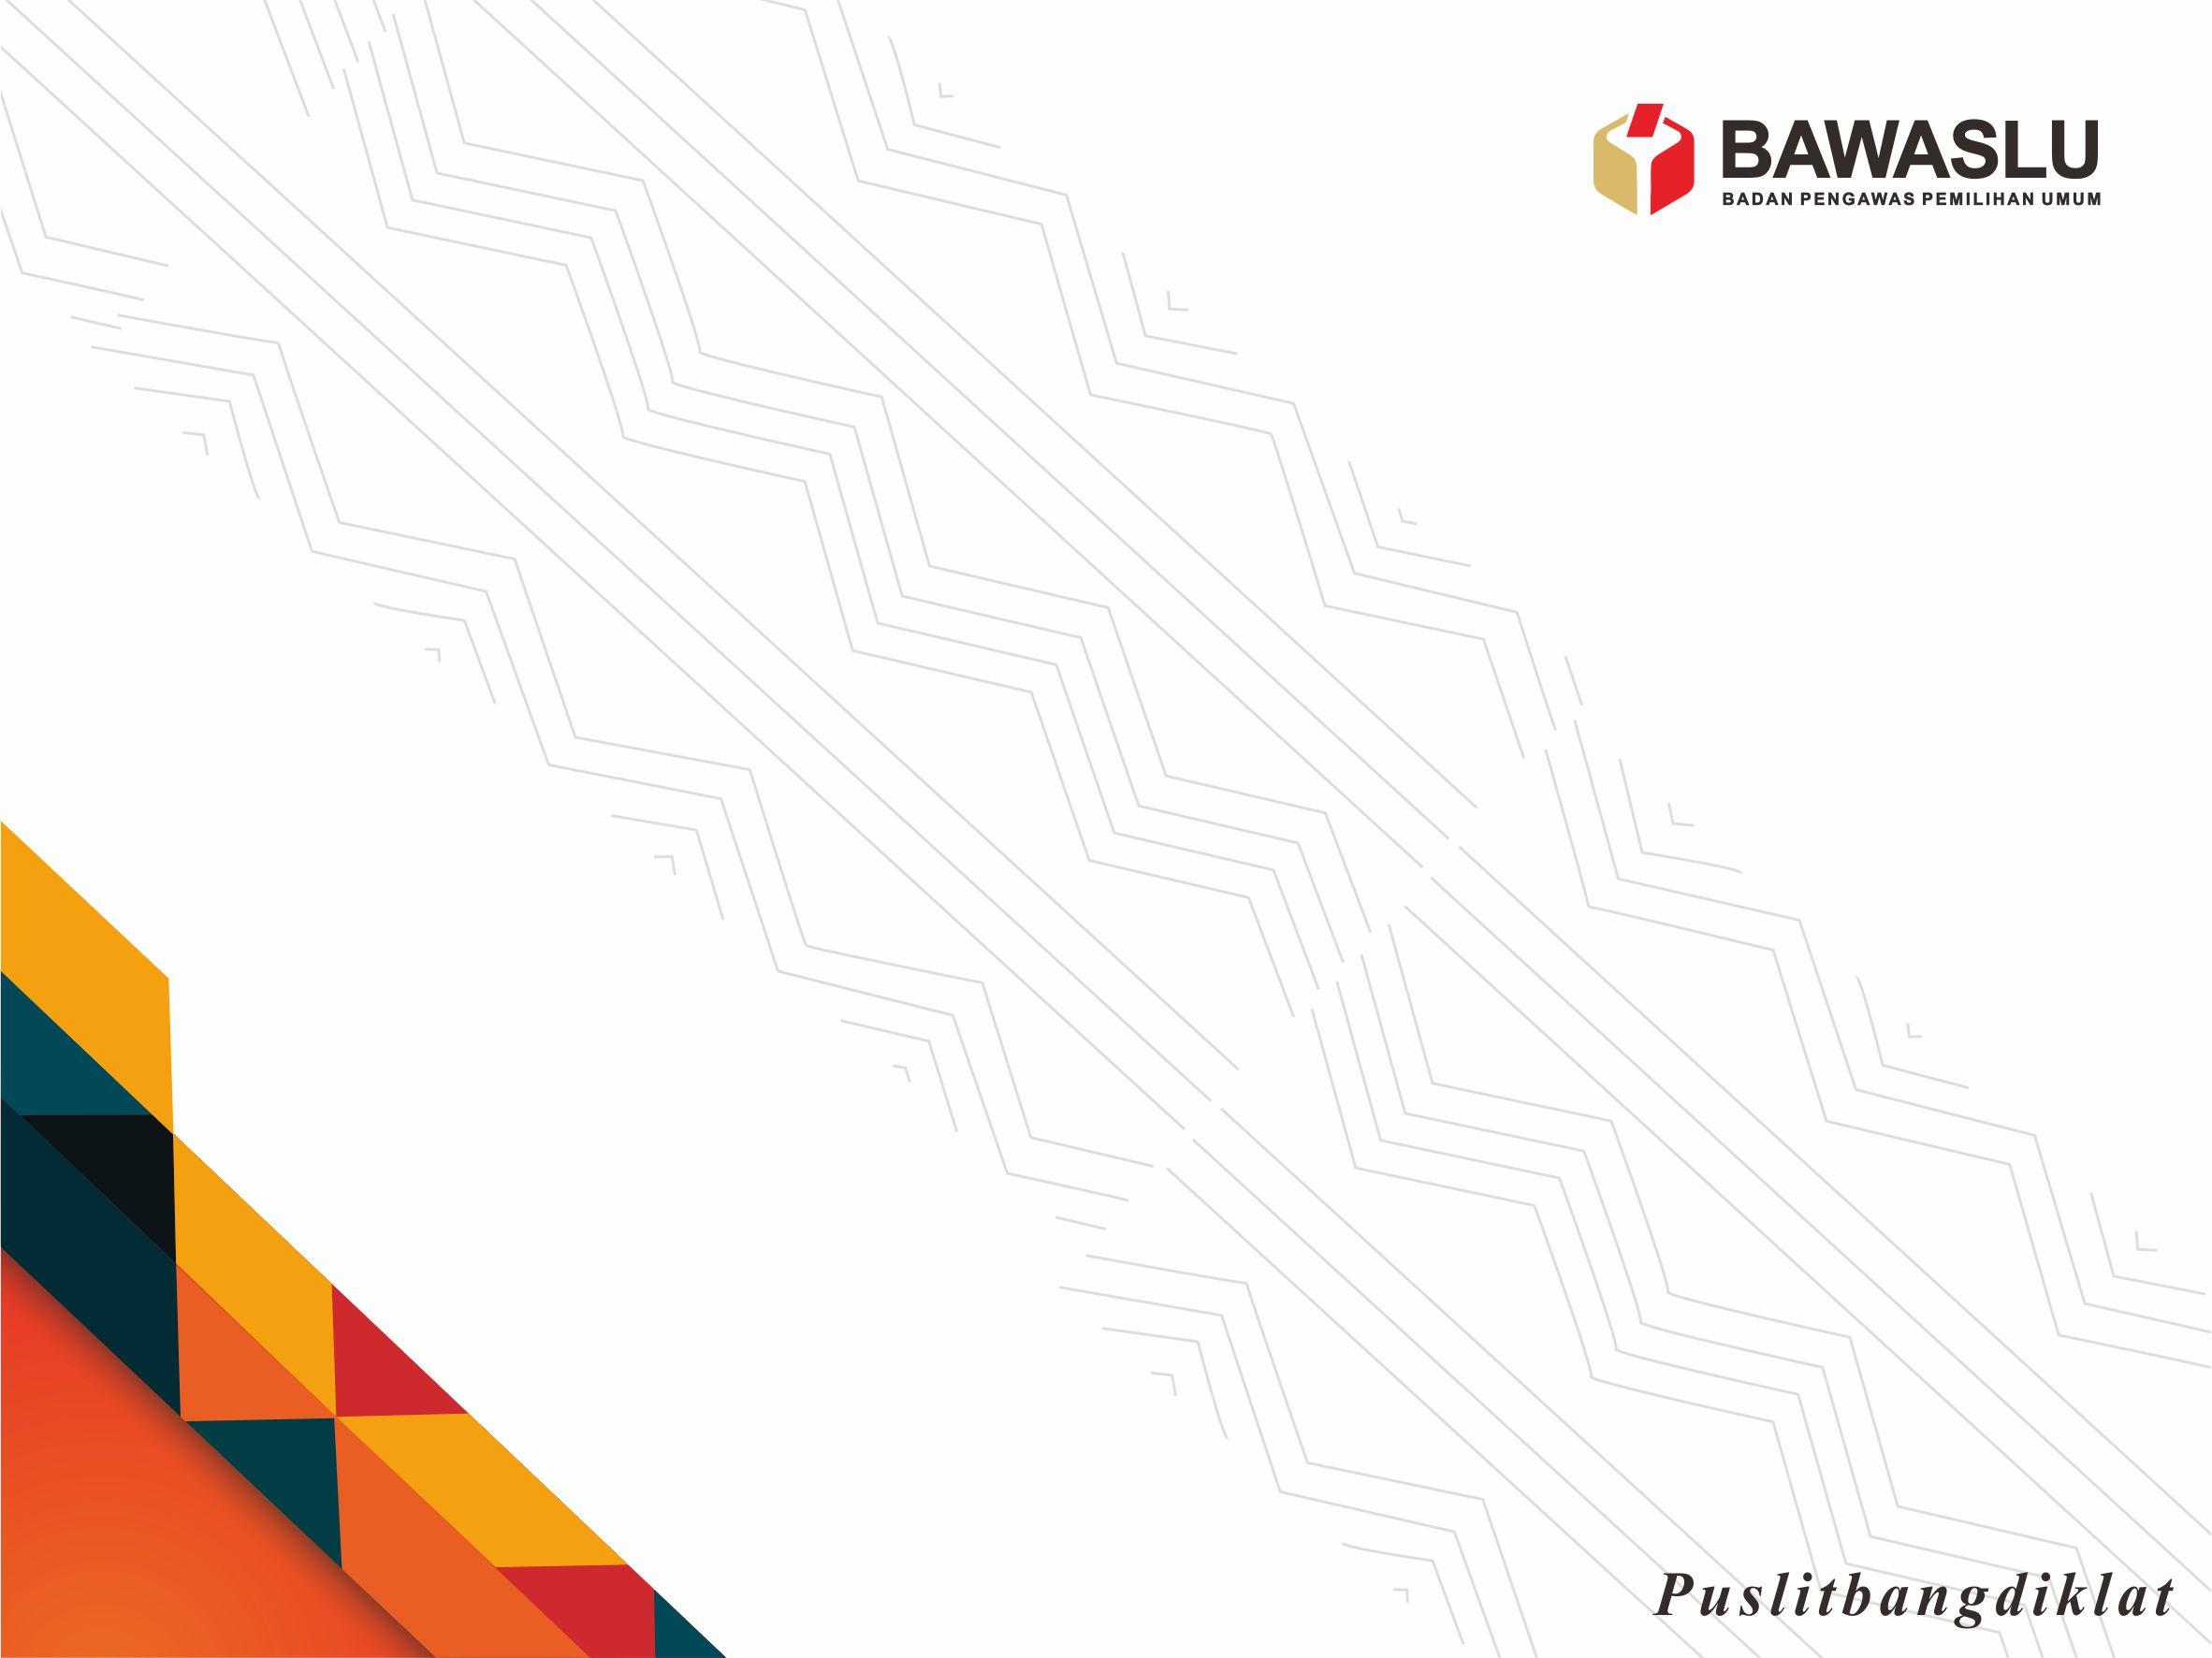 BAWASLU
BADAN PENGAWAS PEMILIHAN UMUM
Puslitbangdiklat